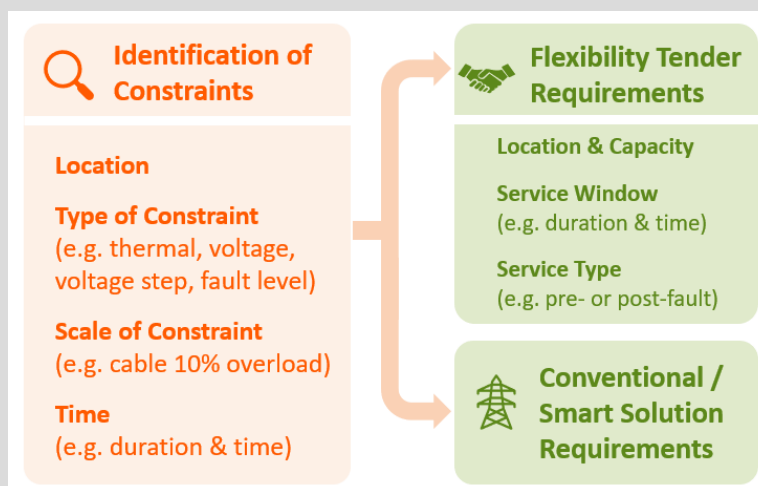 Identification of
Constraints
Location
Type of Constraint
(e.g. thermal, voltage,
voltage step, fault level)
Scale of Constraint
(e.g. cable 10% overload)
Time
(e.g. duration & time)
Flexibility Tender
Requirements
Location & Capacity
Service Window
(e.g. duration & time)
Service Type
(e.g. pre- or post-fault)
Conventional /
Smart Solution
Requirements